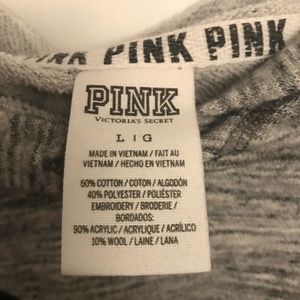 PINK PINK PINK
PINK
VICTORIA'S SECRET
L | G
MADE IN VIETNAM / FAIT AU
VIETNAM / HECHO EN VIETNAM
60% COTTON / COTON / ALGODÓN
40% POLYESTER / POLIÉSTER
EMBROIDERY / BRODERIE /
BORDADOS:
90% ACRYLIC / ACRYLIQUE / ACRÍLICO
10% WOOL / LAINE / LANA